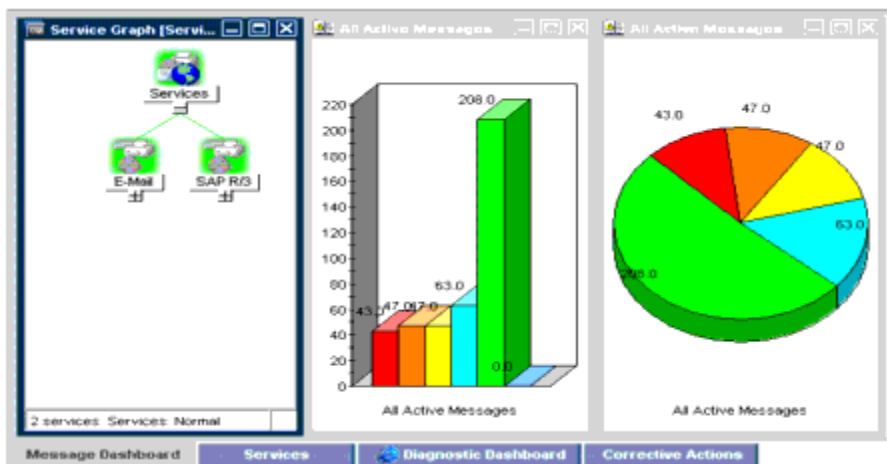 Service Graph [Servi...
Services
E-Mail
SAP R/3
2 services Services: Normal
All Active Messages
220
200
180
160
140
120
100
80
60
40
20
0
43.0
47.0
47.0
63.0
208.0
0.0
All Active Messages
All Active Messages
43.0
47.0
47.0
63.0
208.0
All Active Messages
Message Dashboard
Services
Diagnostic Dashboard
Corrective Actions